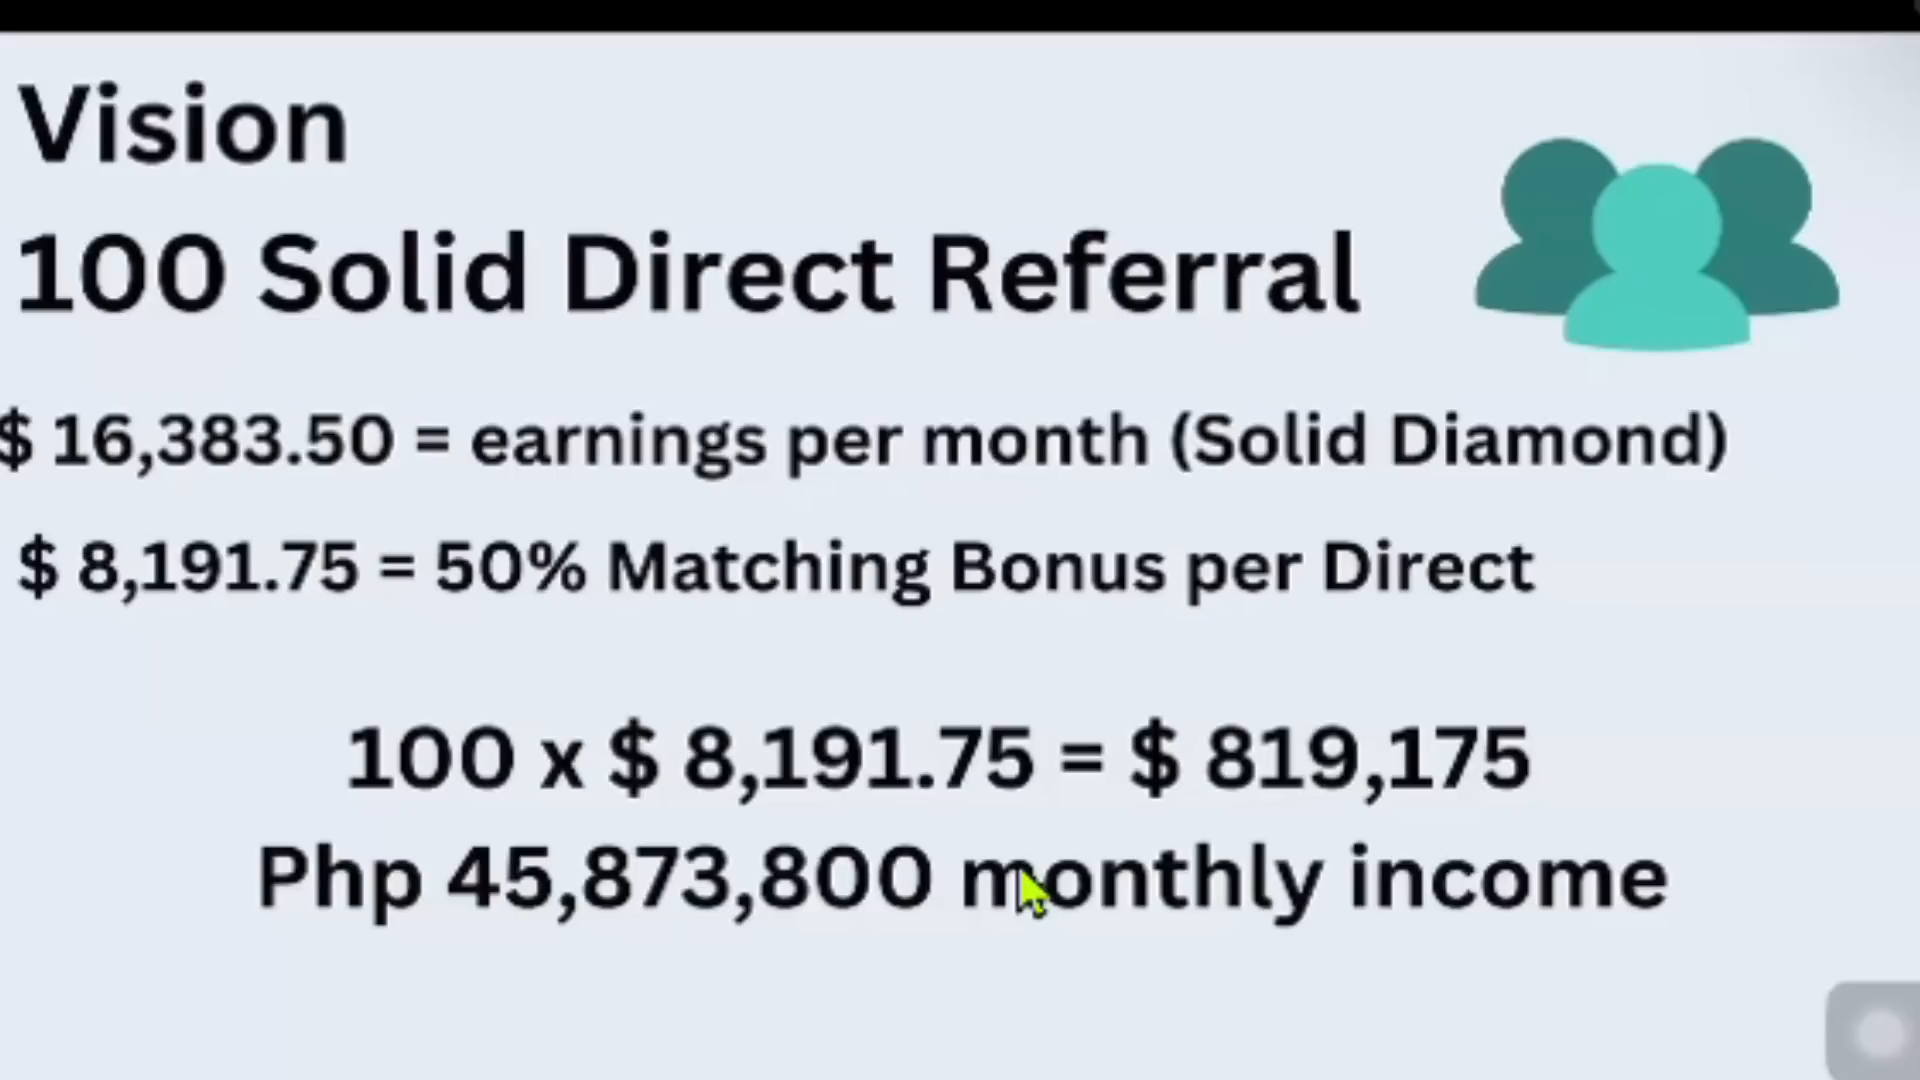 Vision
100 Solid Direct Referral
$ 16,383.50 = earnings per month (Solid Diamond)
$ 8,191.75 = 50% Matching Bonus per Direct
100 x $ 8,191.75 = $ 819,175
Php 45,873,800 monthly income